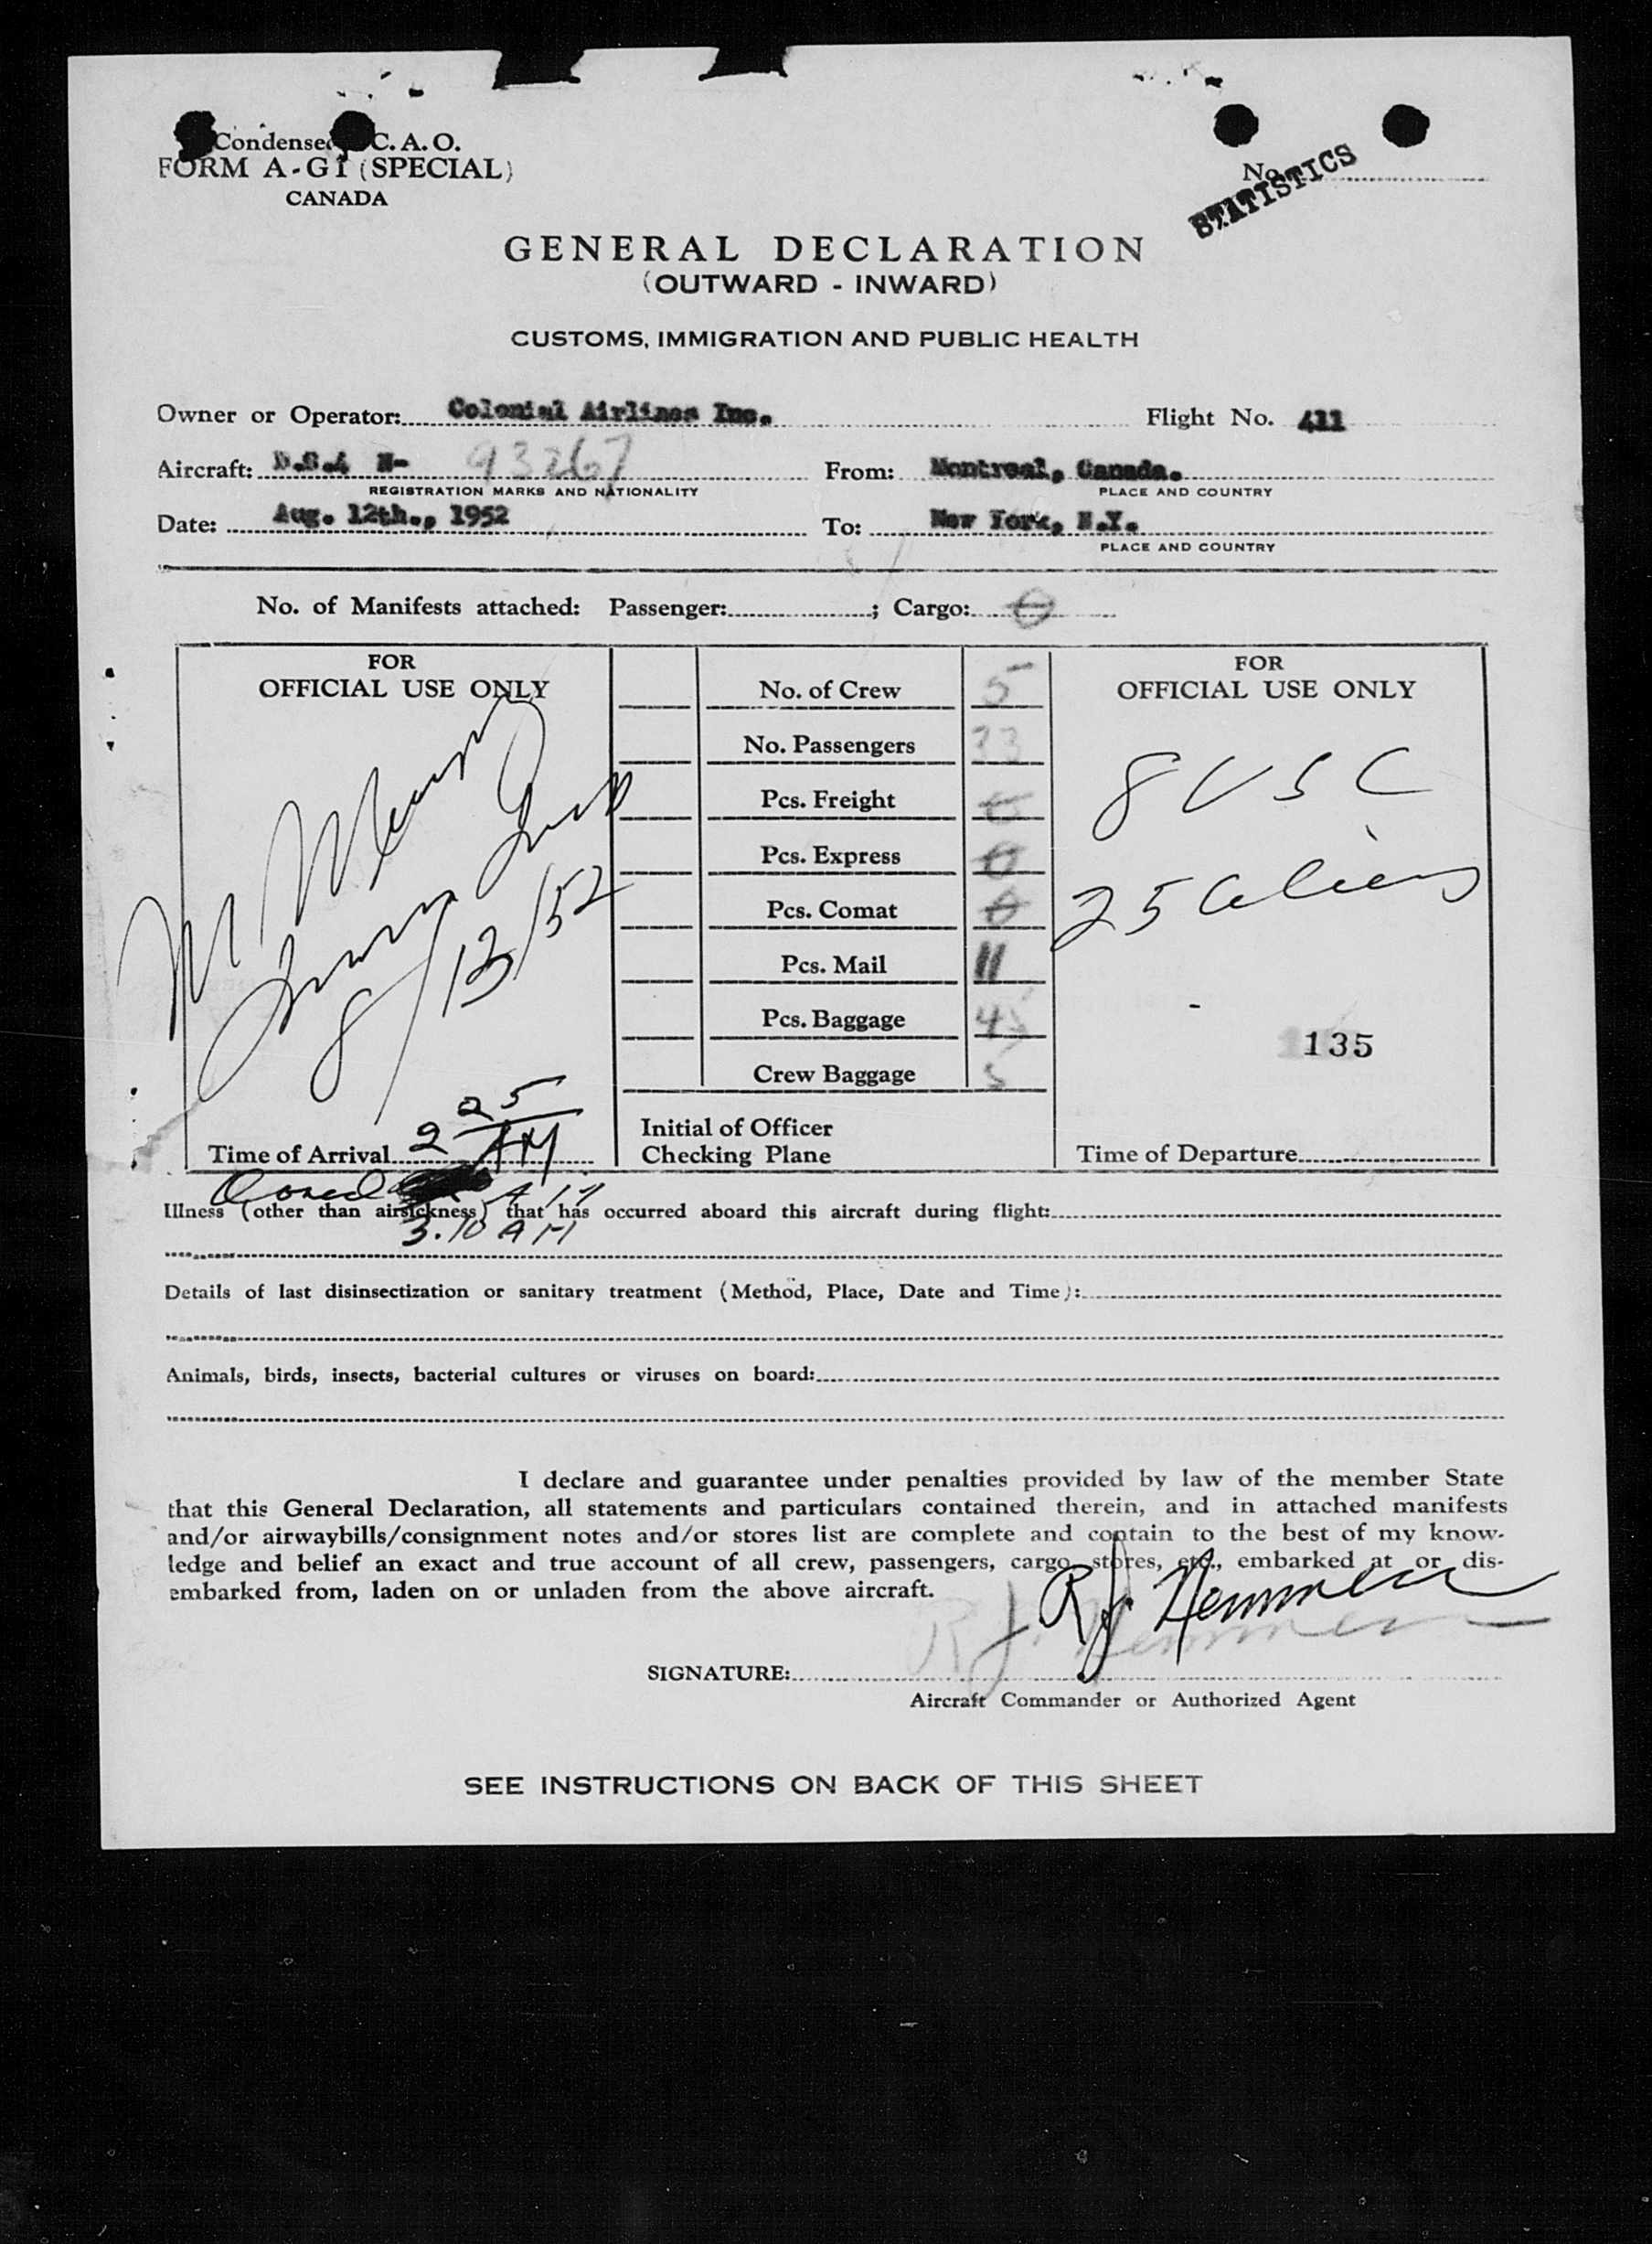 Condensed C. A. O.
FORM A-G1 (SPECIAL)
CANADA
No.
STATISTICS
GENERAL DECLARATION
(OUTWARD - INWARD)
CUSTOMS, IMMIGRATION AND PUBLIC HEALTH
Owner or Operator: Colonial Airlines Inc. Flight No. 411
Aircraft: D.S.4 N- 93267 From: Montreal, Canada.
REGISTRATION MARKS AND NATIONALITY PLACE AND COUNTRY
Date: Aug. 12th., 1952 To: New York, N.Y.
PLACE AND COUNTRY
No. of Manifests attached: Passenger: ; Cargo: 0
FOR
OFFICIAL USE ONLY
8/13/52
Time of Arrival 2 25 AM
No. of Crew 5
No. Passengers 33
Pcs. Freight 0
Pcs. Express 0
Pcs. Comat 0
Pcs. Mail 11
Pcs. Baggage 45
Crew Baggage 5
Initial of Officer
Checking Plane
FOR
OFFICIAL USE ONLY
8 USC
25 aliens
135
Time of Departure
AM
Illness (other than airsickness) that has occurred aboard this aircraft during flight:
3.10 AM
Details of last disinsectization or sanitary treatment (Method, Place, Date and Time):
Animals, birds, insects, bacterial cultures or viruses on board:
I declare and guarantee under penalties provided by law of the member State
that this General Declaration, all statements and particulars contained therein, and in attached manifests
and/or airwaybills/consignment notes and/or stores list are complete and contain to the best of my know-
ledge and belief an exact and true account of all crew, passengers, cargo, stores, etc., embarked at or dis-
embarked from, laden on or unladen from the above aircraft.
SIGNATURE:
Aircraft Commander or Authorized Agent
SEE INSTRUCTIONS ON BACK OF THIS SHEET